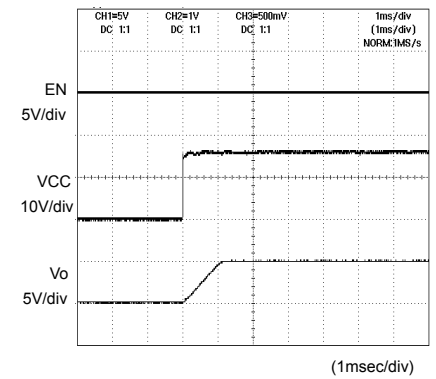 CH1=5V CH2=1V CH3=500mV 1ms/div
DC 1:1 DC 1:1 DC 1:1 (1ms/div)
NORM:1MS/s
EN
5V/div
VCC
10V/div
Vo
5V/div
(1msec/div)